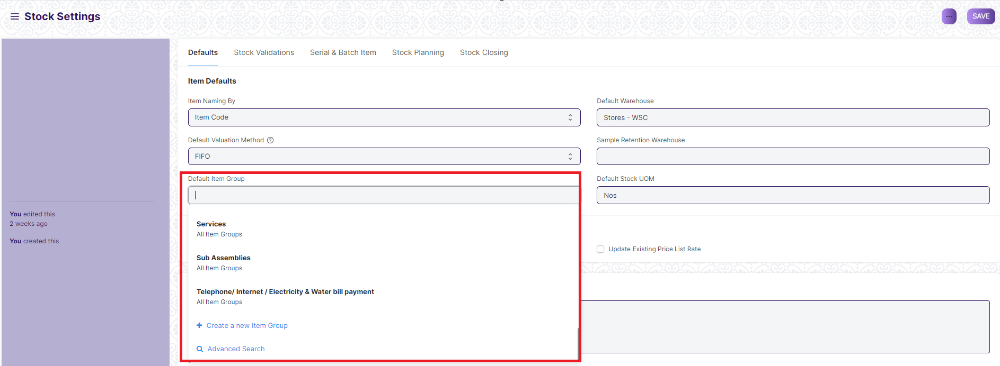 Stock Settings
...
SAVE
You edited this
2 weeks ago
You created this
Defaults
Stock Validations
Serial & Batch Item
Stock Planning
Stock Closing
Item Defaults
Item Naming By
Item Code
Default Warehouse
Stores - WSC
Default Valuation Method
FIFO
Sample Retention Warehouse
Default Item Group
Default Stock UOM
Nos
Services
All Item Groups
Sub Assemblies
All Item Groups
Telephone/ Internet / Electricity & Water bill payment
All Item Groups
Create a new Item Group
Advanced Search
Update Existing Price List Rate